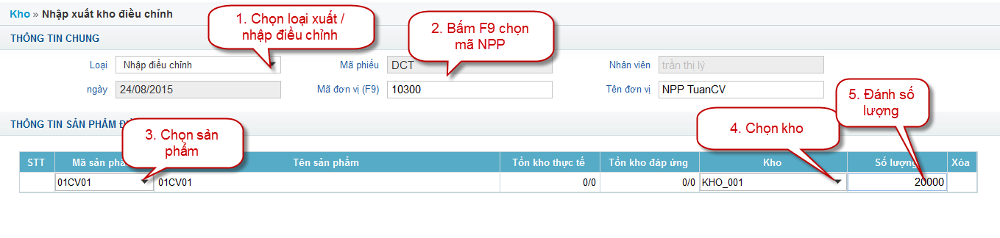 Kho » Nhập xuất kho điều chỉnh
1. Chọn loại xuất /
nhập điều chỉnh
2. Bấm F9 chọn
mã NPP
THÔNG TIN CHUNG
Loại Nhập điều chỉnh Mã phiếu DCT Nhân viên trần thị lý
ngày 24/08/2015 Mã đơn vị (F9) 10300 Tên đơn vị NPP TuanCV
5. Đánh số
lượng
THÔNG TIN SẢN PHẨM
3. Chọn sản
phẩm
4. Chọn kho
STT Mã sản Tên sản phẩm Tồn kho thực tế Tồn kho đáp ứng Kho Số lượng Xóa
01CV01 01CV01 0/0 0/0 KHO_001 20000